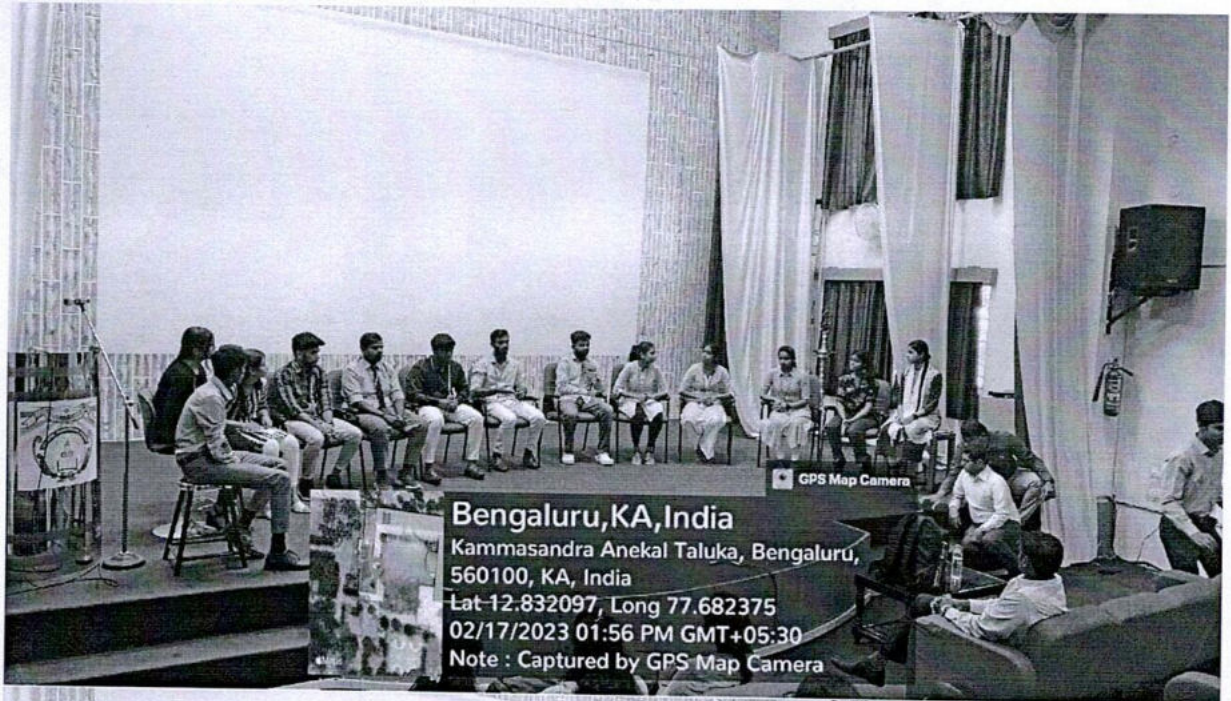 GPS Map Camera
Bengaluru,KA,India
Kammasandra Anekal Taluka, Bengaluru,
560100, KA, India
Lat 12.832097, Long 77.682375
02/17/2023 01:56 PM GMT+05:30
Note : Captured by GPS Map Camera